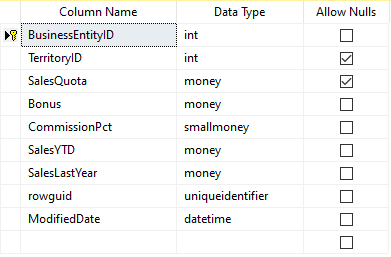 Column Name Data Type Allow Nulls
BusinessEntityID int
TerritoryID int
SalesQuota money
Bonus money
CommissionPct smallmoney
SalesYTD money
SalesLastYear money
rowguid uniqueidentifier
ModifiedDate datetime